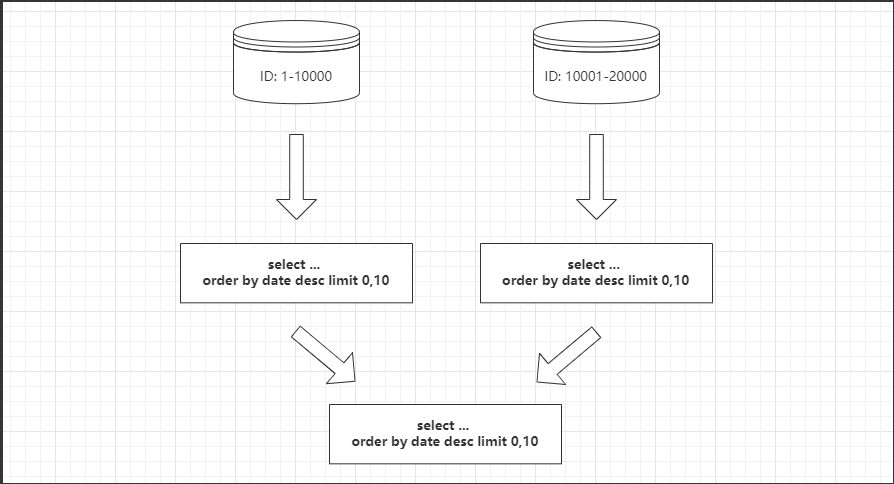 ID: 1-10000
ID: 10001-20000
select ...
order by date desc limit 0,10
select ...
order by date desc limit 0,10
select ...
order by date desc limit 0,10